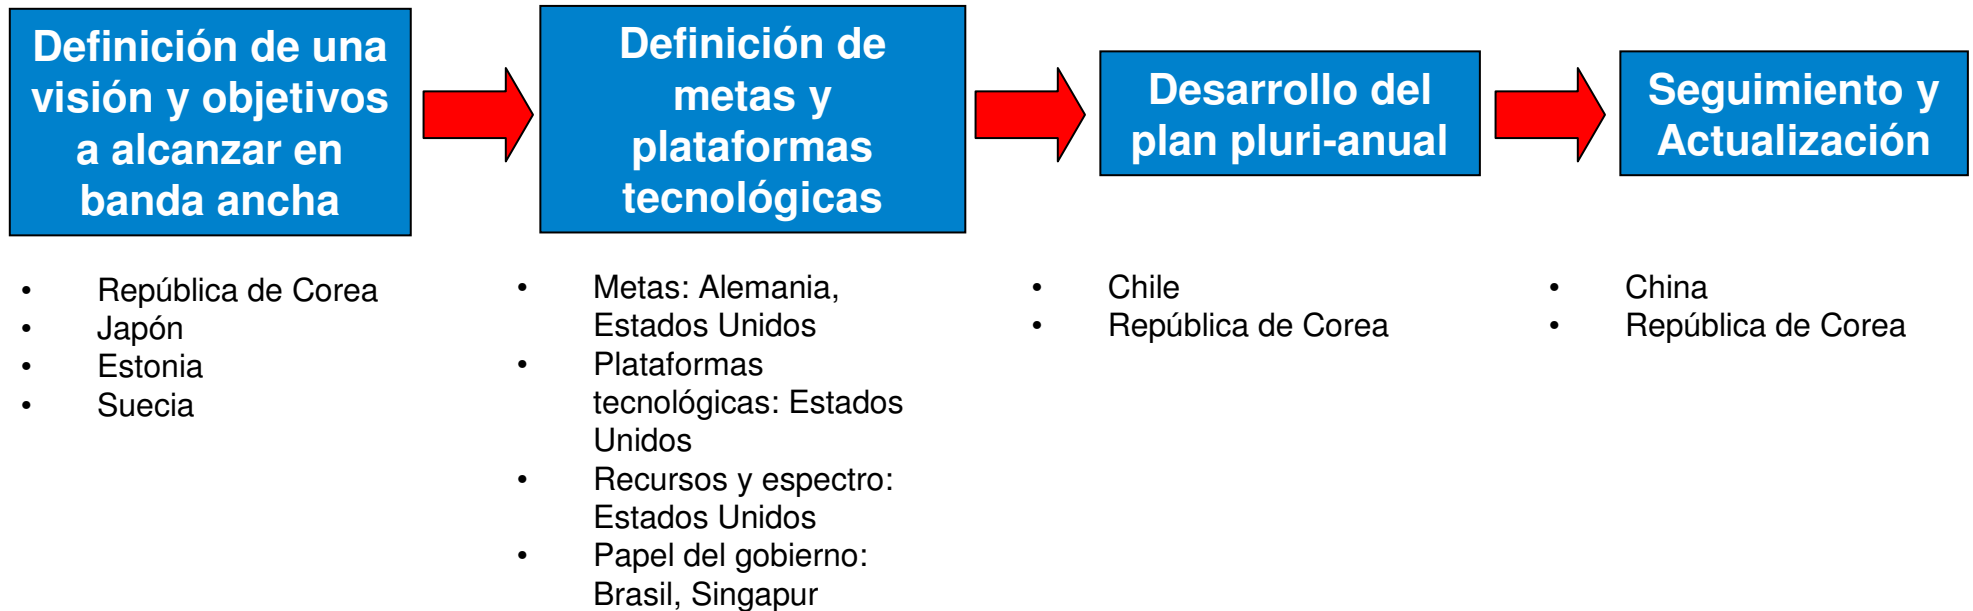 Definición de una
visión y objetivos
a alcanzar en
banda ancha
• República de Corea
• Japón
• Estonia
• Suecia
Definición de
metas y
plataformas
tecnológicas
• Metas: Alemania,
Estados Unidos
• Plataformas
tecnológicas: Estados
Unidos
• Recursos y espectro:
Estados Unidos
• Papel del gobierno:
Brasil, Singapur
Desarrollo del
plan pluri-anual
• Chile
• República de Corea
Seguimiento y
Actualización
• China
• República de Corea